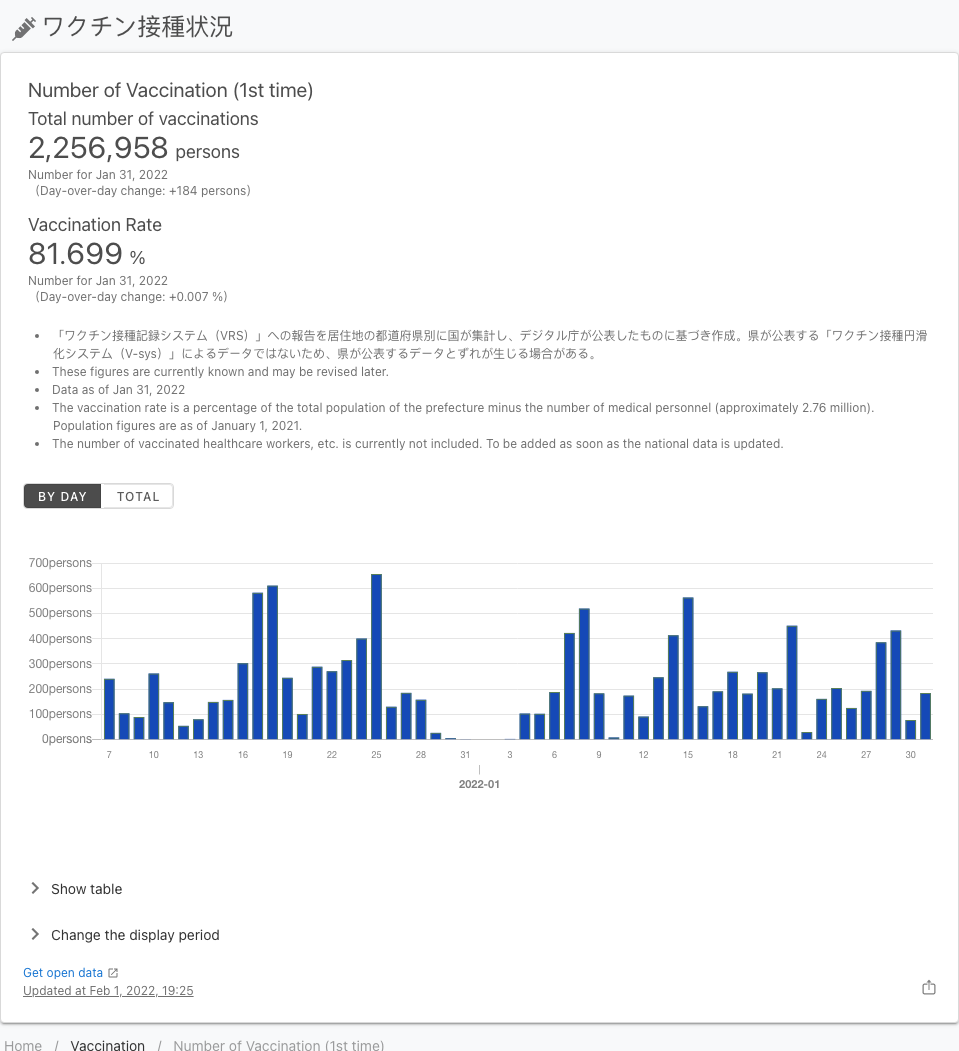 ワクチン接種状況
Number of Vaccination (1st time)
Total number of vaccinations
2,256,958 persons
Number for Jan 31, 2022
(Day-over-day change: +184 persons)
Vaccination Rate
81.699 %
Number for Jan 31, 2022
(Day-over-day change: +0.007 %)
• 「ワクチン接種記録システム（VRS）」への報告を居住地の都道府県別に国が集計し、デジタル庁が公表したものに基づき作成。県が公表する「ワクチン接種円滑
化システム（V-sys）」によるデータではないため、県が公表するデータとずれが生じる場合がある。
• These figures are currently known and may be revised later.
• Data as of Jan 31, 2022
• The vaccination rate is a percentage of the total population of the prefecture minus the number of medical personnel (approximately 2.76 million).
Population figures are as of January 1, 2021.
• The number of vaccinated healthcare workers, etc. is currently not included. To be added as soon as the national data is updated.
BY DAY TOTAL
700persons
600persons
500persons
400persons
300persons
200persons
100persons
0persons
7 10 13 16 19 22 25 28 31 3 6 9 12 15 18 21 24 27 30
2022-01
Show table
Change the display period
Get open data
Updated at Feb 1, 2022, 19:25
Home / Vaccination / Number of Vaccination (1st time)